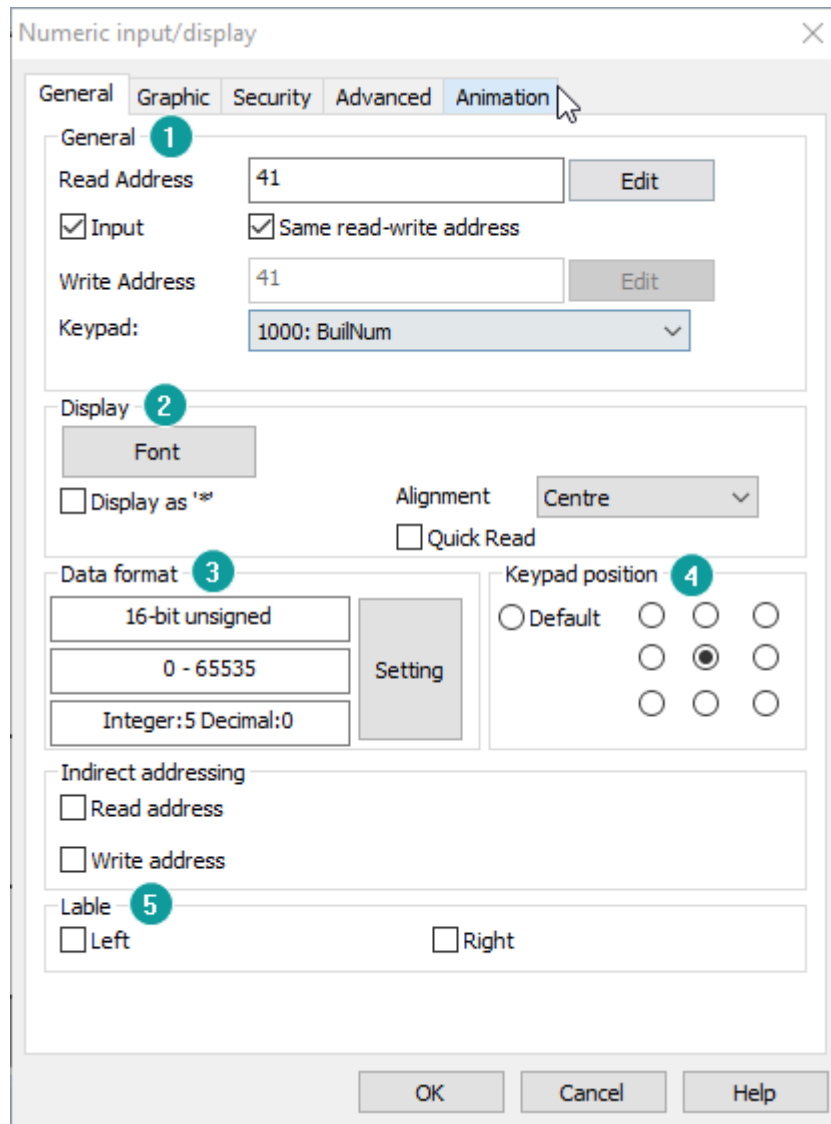 Numeric input/display
General Graphic Security Advanced Animation
General 1
Read Address 41 Edit
Input Same read-write address
Write Address 41 Edit
Keypad: 1000: BuilNum
Display 2
Font
Display as '*' Alignment Centre
Quick Read
Data format 3 Keypad position 4
16-bit unsigned Default
0 - 65535 Setting
Integer:5 Decimal:0
Indirect addressing
Read address
Write address
Lable 5
Left Right
OK Cancel Help